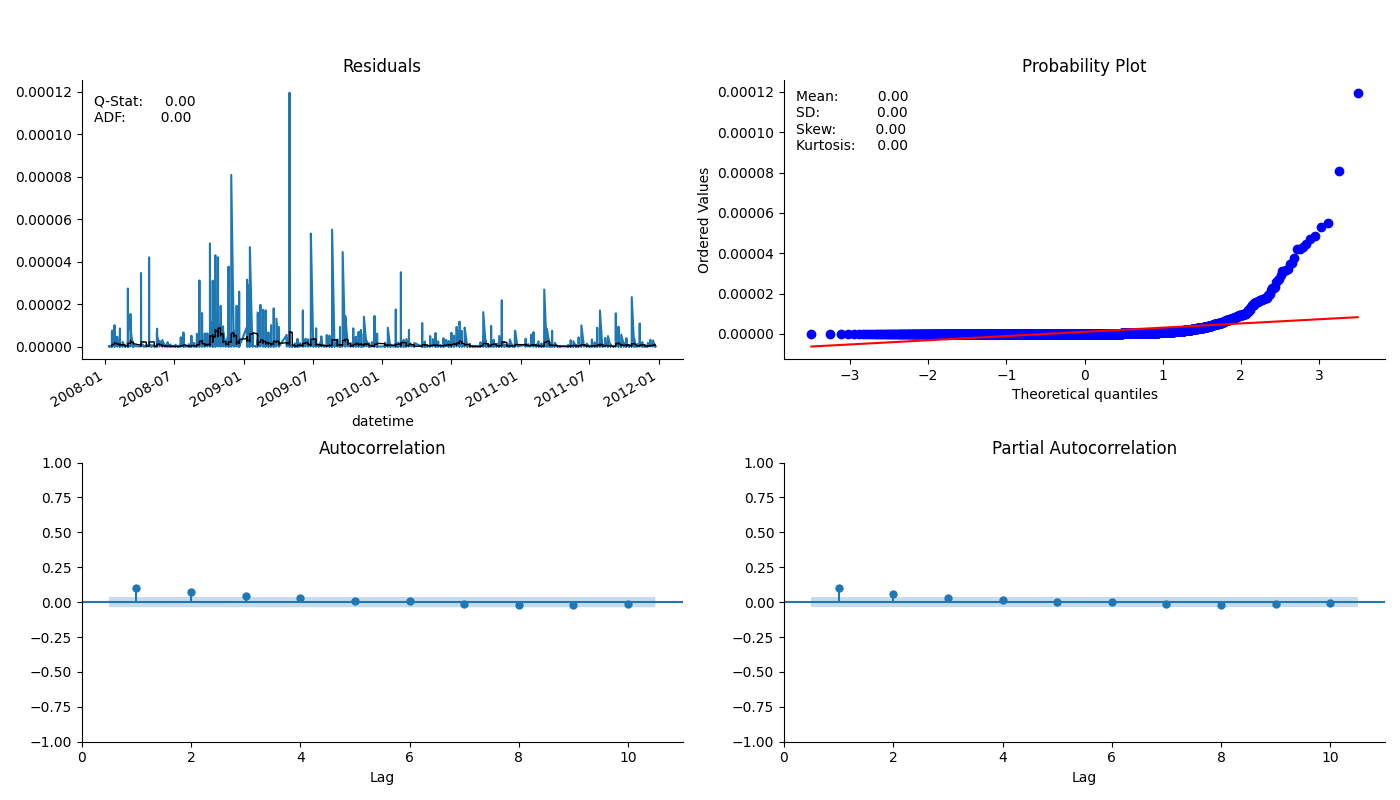 Residuals
Q-Stat: 0.00
ADF: 0.00
0.00012
0.00010
0.00008
0.00006
0.00004
0.00002
0.00000
2008-01
2008-07
2009-01
2009-07
2010-01
2010-07
2011-01
2011-07
2012-01
datetime
Probability Plot
Mean: 0.00
SD: 0.00
Skew: 0.00
Kurtosis: 0.00
Ordered Values
0.00012
0.00010
0.00008
0.00006
0.00004
0.00002
0.00000
−3 −2 −1 0 1 2 3
Theoretical quantiles
Autocorrelation
1.00
0.75
0.50
0.25
0.00
−0.25
−0.50
−0.75
−1.00
0 2 4 6 8 10
Lag
Partial Autocorrelation
1.00
0.75
0.50
0.25
0.00
−0.25
−0.50
−0.75
−1.00
0 2 4 6 8 10
Lag